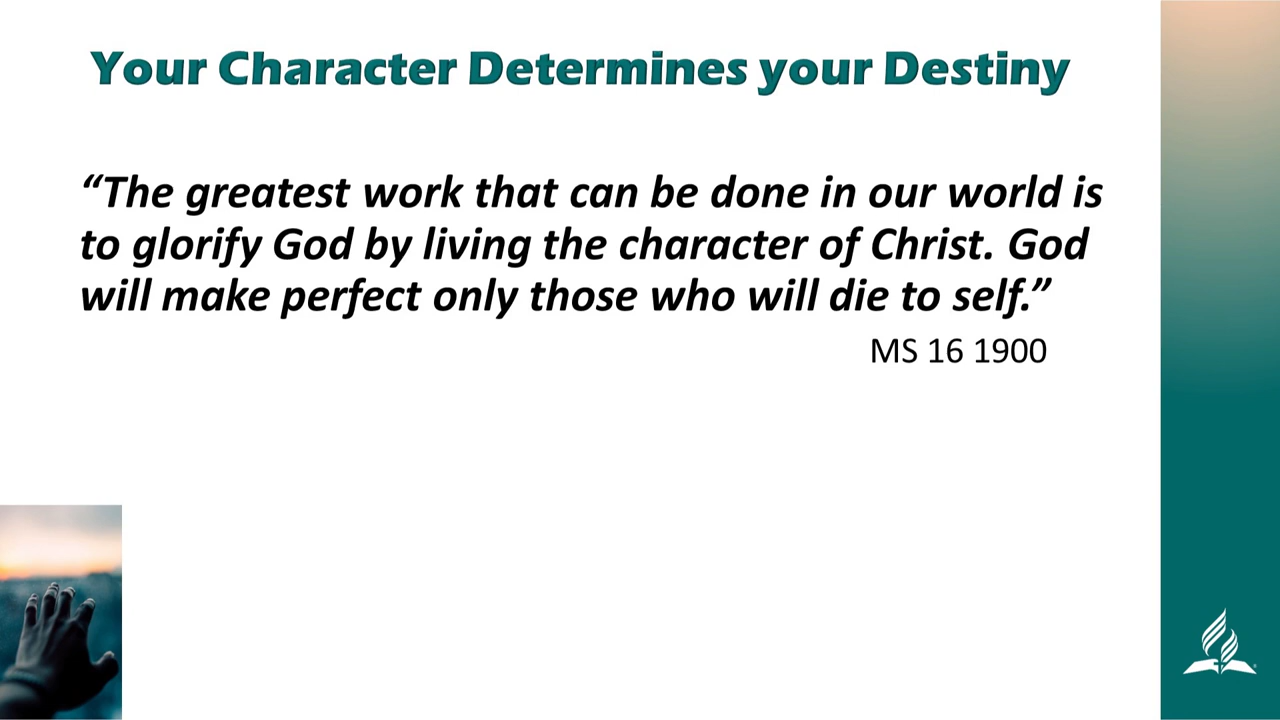 Your Character Determines your Destiny
“The greatest work that can be done in our world is
to glorify God by living the character of Christ. God
will make perfect only those who will die to self.”
MS 16 1900